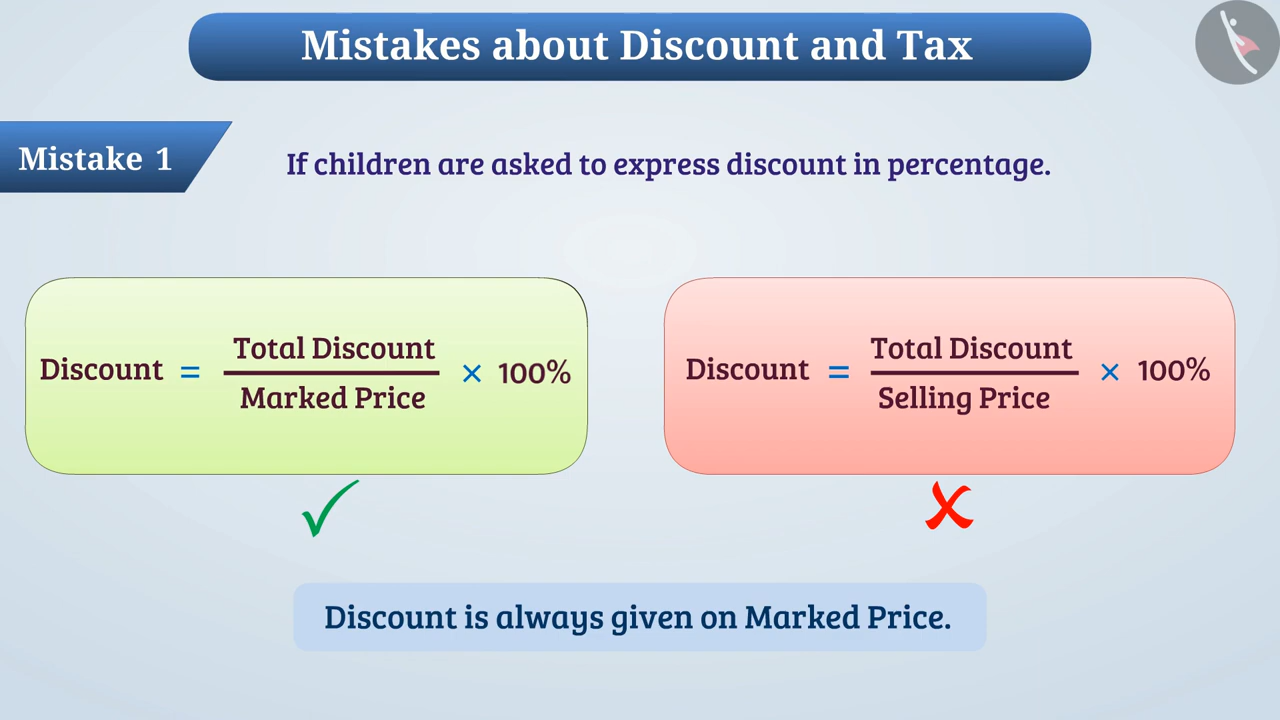 Mistakes about Discount and Tax
Mistake 1
If children are asked to express discount in percentage.
Discount = Total Discount / Marked Price × 100%
Discount = Total Discount / Selling Price × 100%
Discount is always given on Marked Price.